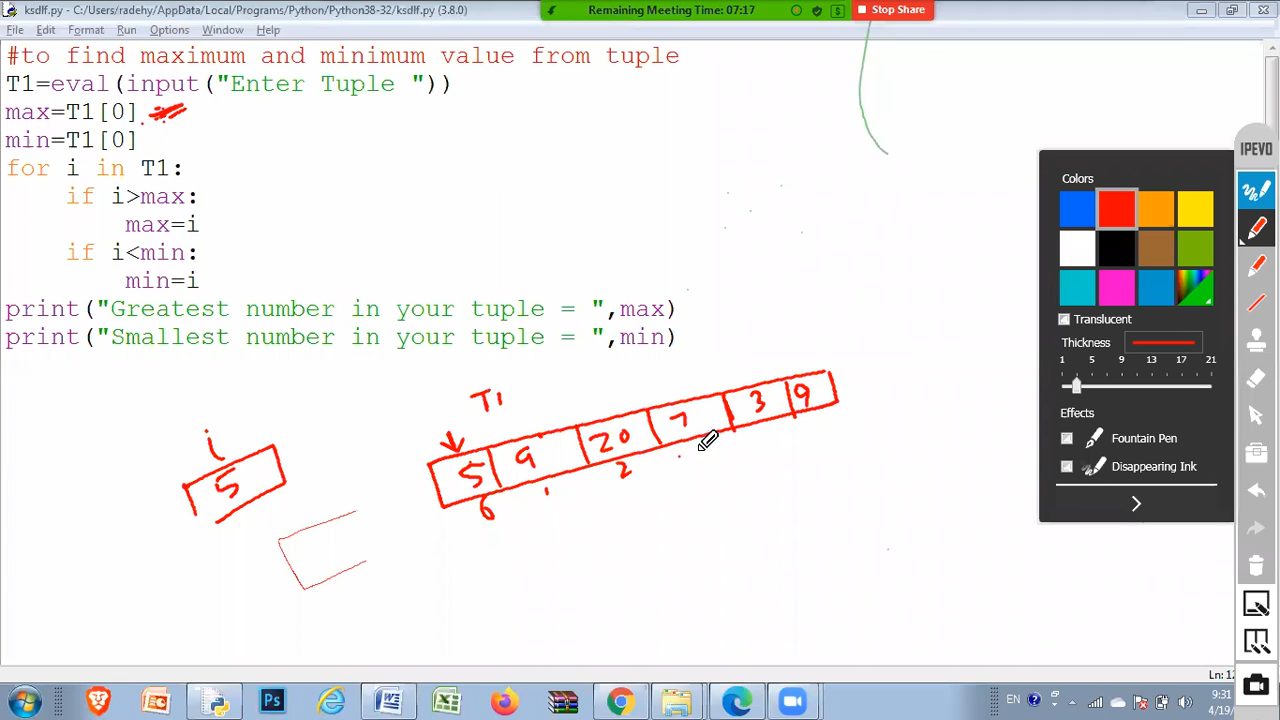 ksdlf.py - C:/Users/radehy/AppData/Local/Programs/Python/Python38-32/ksdlf.py (3.8.0)
Remaining Meeting Time: 07:17
Stop Share
File Edit Format Run Options Window Help
#to find maximum and minimum value from tuple
T1=eval(input("Enter Tuple "))
max=T1[0]
min=T1[0]
for i in T1:
if i>max:
max=i
if i<min:
min=i
print("Greatest number in your tuple = ",max)
print("Smallest number in your tuple = ",min)
T1
i
5
5 9 20 7 3 9
0 1 2
IPEVO
Colors
Translucent
Thickness
1 5 9 13 17 21
Effects
Fountain Pen
Disappearing Ink
Ln: 12
EN
9:31
4/19/